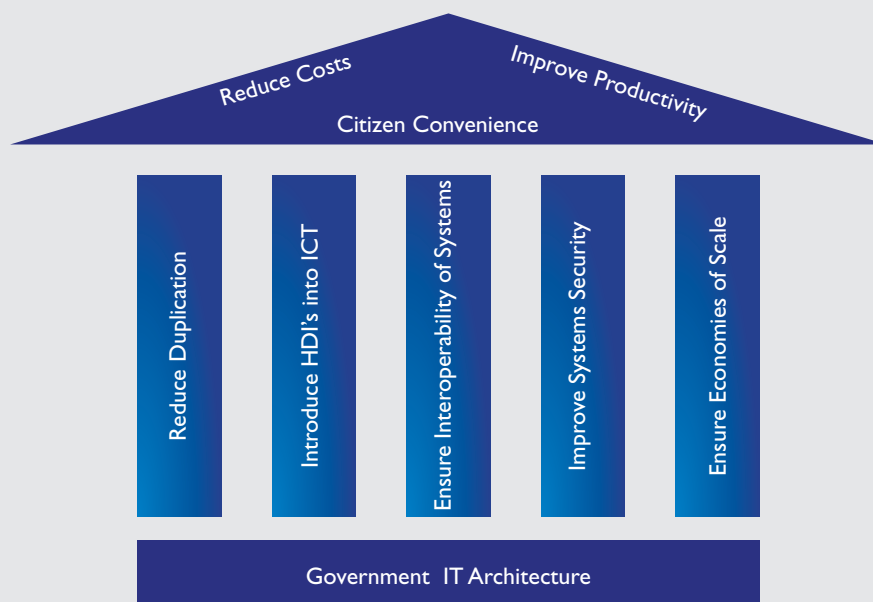 Reduce Costs
Improve Productivity
Citizen Convenience
Reduce Duplication
Introduce HDI's into ICT
Ensure Interoperability of Systems
Improve Systems Security
Ensure Economies of Scale
Government IT Architecture